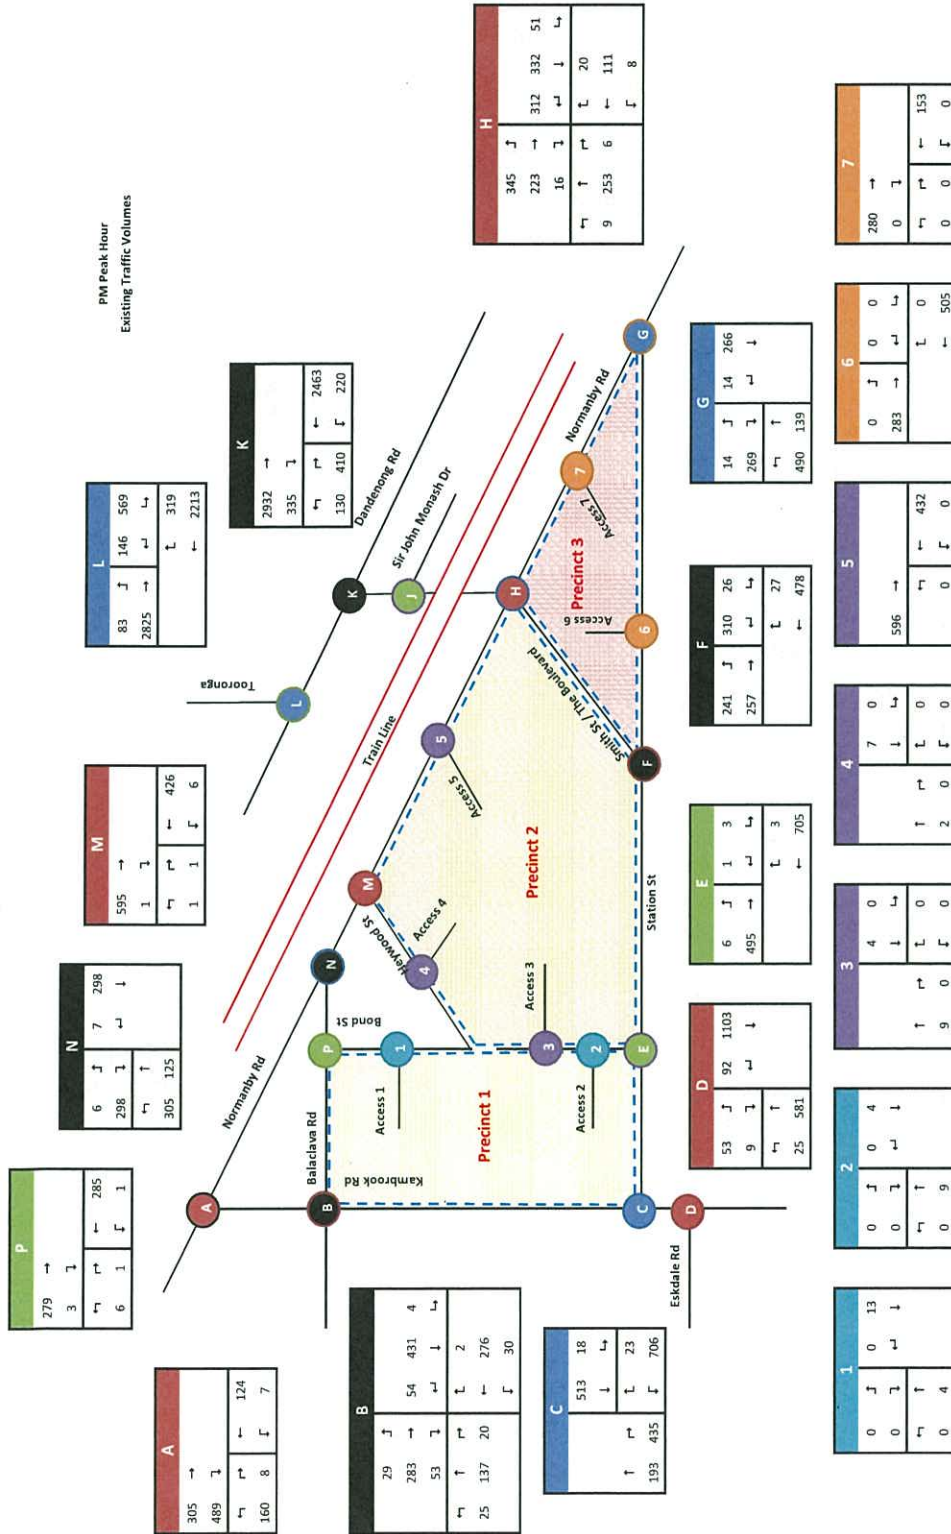 PM Peak Hour
Existing Traffic Volumes
P
279 →
3 ↴
↰ ↱ ← 285
6 1 ↲ 1
N
6 ⮥ 7 298
298 ↴ ↵ ↓
↰ ↑
305 125
M
595 →
1 ↴
↰ ↱ ← 426
1 1 ↲ 6
L
83 ⮥ 146 569
2825 → ↵ ↳
↥ 319
← 2213
K
2932 →
335 ↴
↰ ↱ ← 2463
130 410 ↲ 220
H
345 ⮥ 312 332 51
223 → ↵ ↓ ↳
16 ↴
↰ ↑ ↱ 20
9 253 6 ← 111
↲ 8
A
305 →
489 ↴
↰ ↱ ← 124
160 8 ↲ 7
B
29 ⮥ 54 431 4
283 → ↵ ↓ ↳
53 ↴
↰ ↑ ↱ 2
25 137 20 ← 276
↲ 30
C
513 18
↓ ↳
↑ ↱ 23
193 435 ↲ 706
D
53 ⮥ 92 1103
9 ↴ ↵ ↓
↰ ↑
25 581
E
6 ⮥ 1 3
495 → ↵ ↳
3
← 705
F
241 ⮥ 310 26
257 → ↵ ↳
27
← 478
G
14 ⮥ 14 266
269 ↴ ↵ ↓
↰ ↑
490 139
Normanby Rd
Train Line
Tooronga
Dandenong Rd
Sir John Monash Dr
Balaclava Rd
Kambrook Rd
Bond St
Heywood St
Smith St / The Boulevard
Station St
Eskdale Rd
Normanby Rd
Access 1
Access 2
Access 3
Access 4
Access 5
Access 6
Access 7
Precinct 1
Precinct 2
Precinct 3
A
B
C
D
E
F
G
H
J
K
L
M
N
P
1
2
3
4
5
6
7
1
0 ⮥ 0 13
0 ↴ ↵ ↓
↰ ↑
0 4
2
0 ⮥ 0 4
0 ↴ ↵ ↓
↰ ↑
0 9
3
4 0
↓ ↳
↑ ↱ 0
9 0 ↲ 0
4
7 0
↓ ↳
↑ ↱ 0
2 0 ↲ 0
5
596 →
↰ ↱ ← 432
0 0 ↲ 0
6
0 ⮥ 0 0
283 → ↵ ↳
0
← 505
7
280 →
0 ↴
↰ ↱ ← 153
0 0 ↲ 0